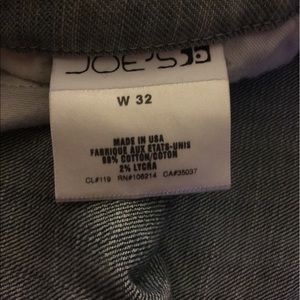 JOE'S
W 32
MADE IN USA
FABRIQUE AUX ETATS-UNIS
98% COTTON/COTON
2% LYCRA
CL#119 RN#106214 CA#35037